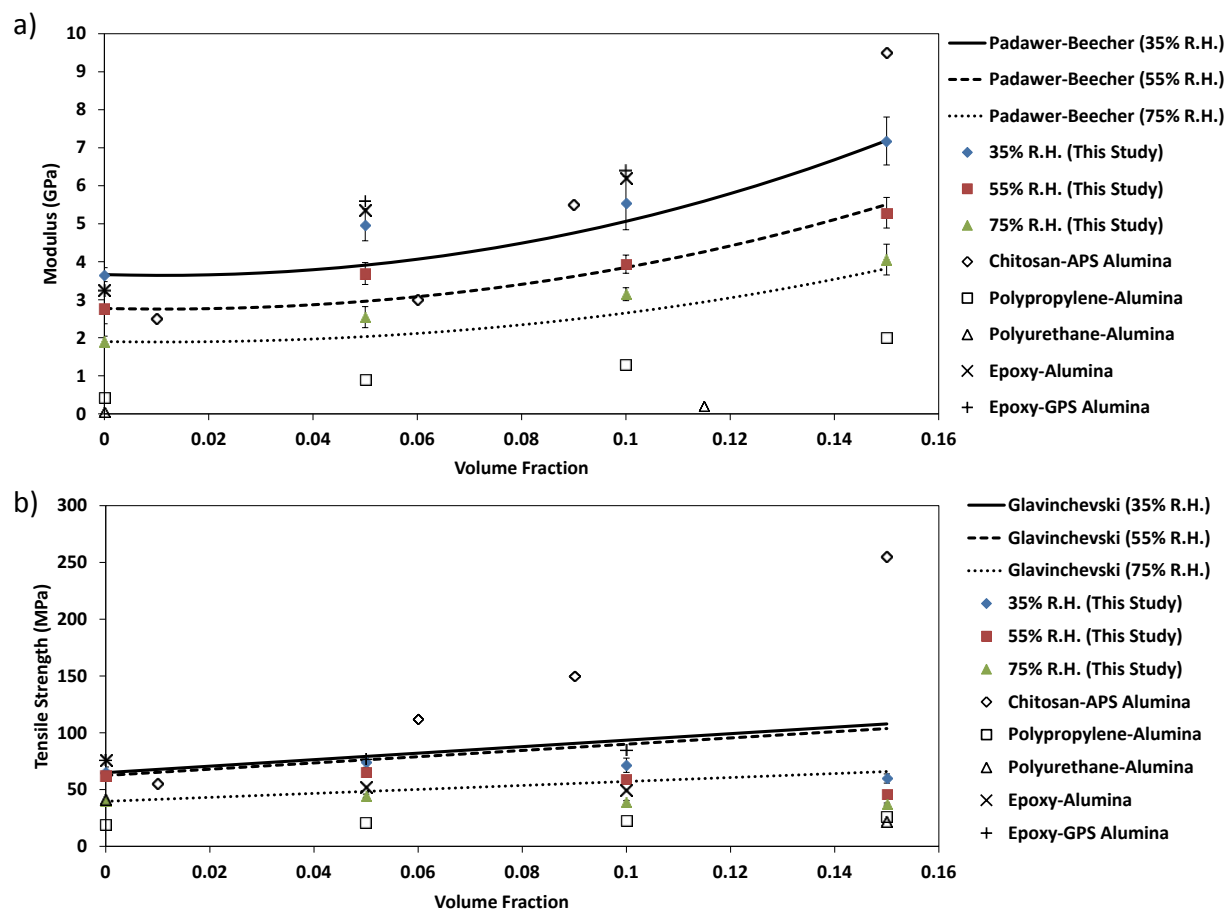 a)
10
9
8
7
6
5
4
3
2
1
0
Modulus (GPa)
0 0.02 0.04 0.06 0.08 0.1 0.12 0.14 0.16
Volume Fraction
Padawer-Beecher (35% R.H.)
Padawer-Beecher (55% R.H.)
Padawer-Beecher (75% R.H.)
35% R.H. (This Study)
55% R.H. (This Study)
75% R.H. (This Study)
Chitosan-APS Alumina
Polypropylene-Alumina
Polyurethane-Alumina
Epoxy-Alumina
Epoxy-GPS Alumina
b)
300
250
200
150
100
50
0
Tensile Strength (MPa)
0 0.02 0.04 0.06 0.08 0.1 0.12 0.14 0.16
Volume Fraction
Glavinchevski (35% R.H.)
Glavinchevski (55% R.H.)
Glavinchevski (75% R.H.)
35% R.H. (This Study)
55% R.H. (This Study)
75% R.H. (This Study)
Chitosan-APS Alumina
Polypropylene-Alumina
Polyurethane-Alumina
Epoxy-Alumina
Epoxy-GPS Alumina